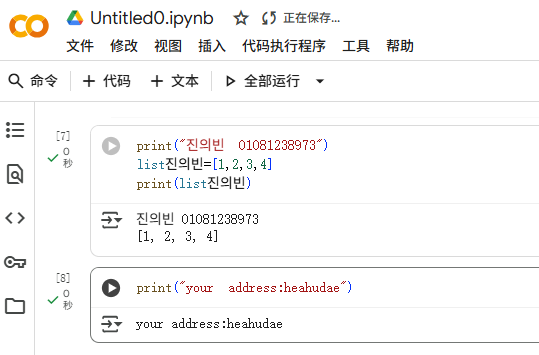 Untitled0.ipynb
正在保存...
文件 修改 视图 插入 代码执行程序 工具 帮助
命令 + 代码 + 文本 全部运行
[7]
0
秒
print("진의빈  01081238973")
list진의빈=[1,2,3,4]
print(list진의빈)
진의빈 01081238973
[1, 2, 3, 4]
[8]
0
秒
print("your  address:heahudae")
your address:heahudae